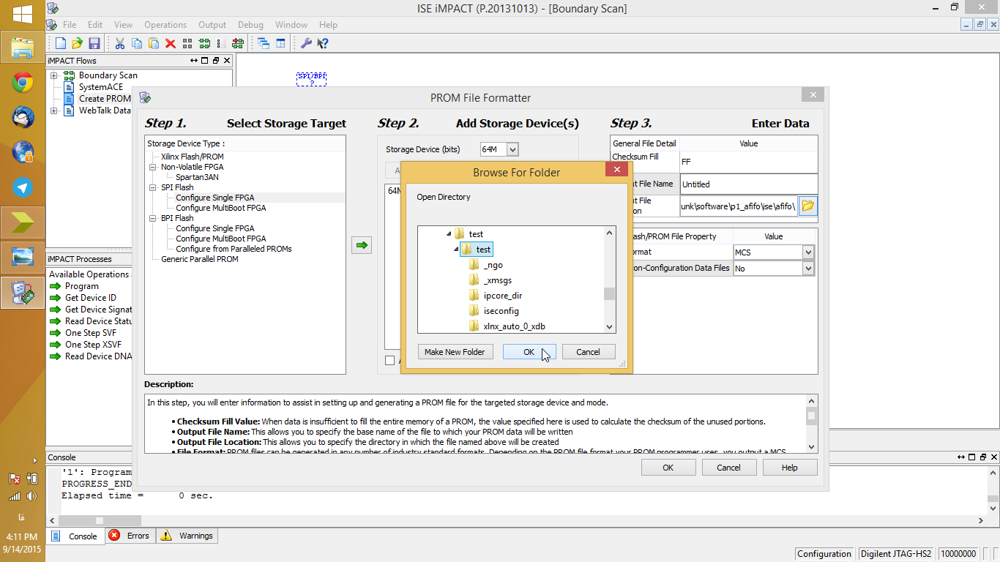 ISE iMPACT (P.20131013) - [Boundary Scan]
File Edit View Operations Output Debug Window Help
iMPACT Flows
Boundary Scan
SystemACE
Create PROM
WebTalk Data
SPI/BPI
?
PROM File Formatter
Step 1. Select Storage Target
Storage Device Type :
Xilinx Flash/PROM
Non-Volatile FPGA
Spartan3AN
SPI Flash
Configure Single FPGA
Configure MultiBoot FPGA
BPI Flash
Configure Single FPGA
Configure MultiBoot FPGA
Configure from Paralleled PROMs
Generic Parallel PROM
Step 2. Add Storage Device(s)
Storage Device (bits) 64M
64M
Step 3. Enter Data
General File Detail Value
Checksum Fill FF
ut File Name Untitled
ut File
on unk\software\p1_afifo\ise\afifo\
ash/PROM File Property Value
ormat MCS
on-Configuration Data Files No
Browse For Folder
Open Directory
test
test
_ngo
_xmsgs
ipcore_dir
iseconfig
xlnx_auto_0_xdb
Make New Folder OK Cancel
Description:
In this step, you will enter information to assist in setting up and generating a PROM file for the targeted storage device and mode.
• Checksum Fill Value: When data is insufficient to fill the entire memory of a PROM, the value specified here is used to calculate the checksum of the unused portions.
• Output File Name: This allows you to specify the base name of the file to which your PROM data will be written
• Output File Location: This allows you to specify the directory in which the file named above will be created
• File Format: PROM files can be generated in any number of industry standard formats. Depending on the PROM file format your PROM programmer uses, you output a MCS
OK Cancel Help
iMPACT Processes
Available Operations
Program
Get Device ID
Get Device Signat
Read Device Statu
One Step SVF
One Step XSVF
Read Device DNA
Console
'1': Program
PROGRESS_END
Elapsed time = 0 sec.
Console Errors Warnings
Configuration Digilent JTAG-HS2 10000000
فا
4:11 PM
9/14/2015